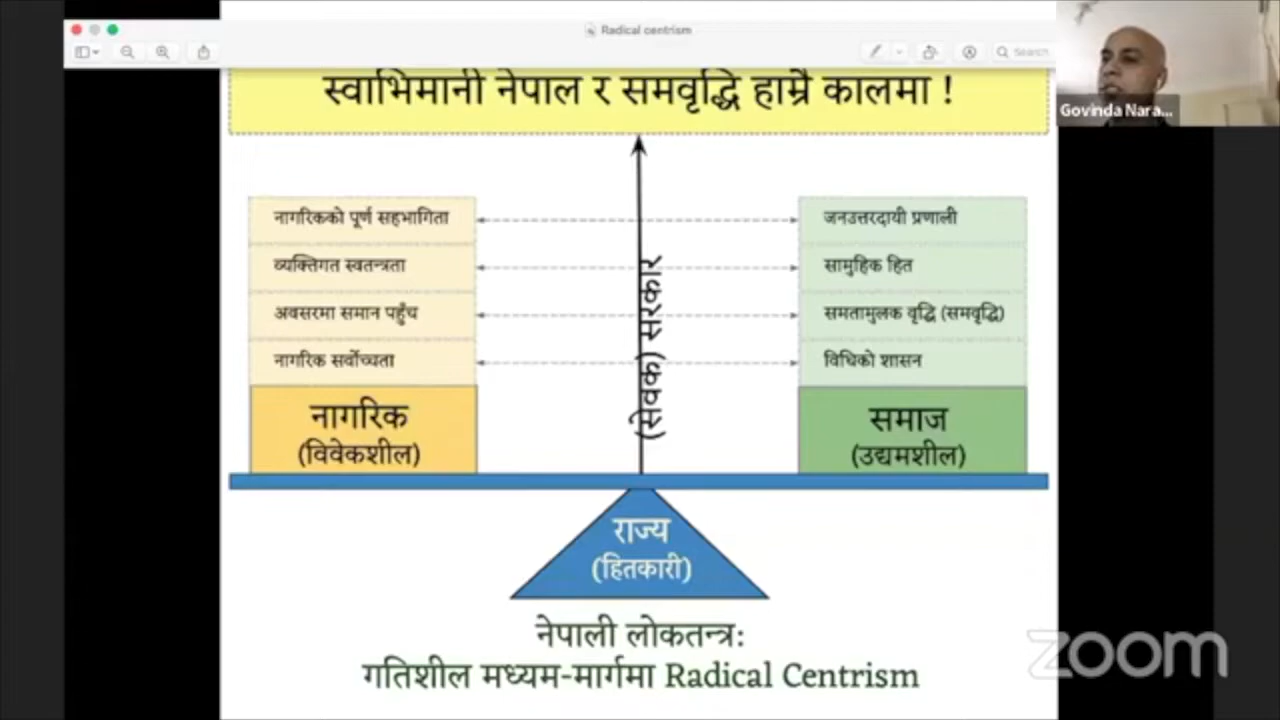 Radical centrism
Search
Govinda Nara...
स्वाभिमानी नेपाल र समवृद्धि हाम्रै कालमा !
नागरिकको पूर्ण सहभागिता
व्यक्तिगत स्वतन्त्रता
अवसरमा समान पहुँच
नागरिक सर्वोच्चता
नागरिक
(विवेकशील)
(सेवक) सरकार
जनउत्तरदायी प्रणाली
सामुहिक हित
समतामुलक वृद्धि (समवृद्धि)
विधिको शासन
समाज
(उद्यमशील)
राज्य
(हितकारी)
नेपाली लोकतन्त्र:
गतिशील मध्यम-मार्गमा Radical Centrism
zoom